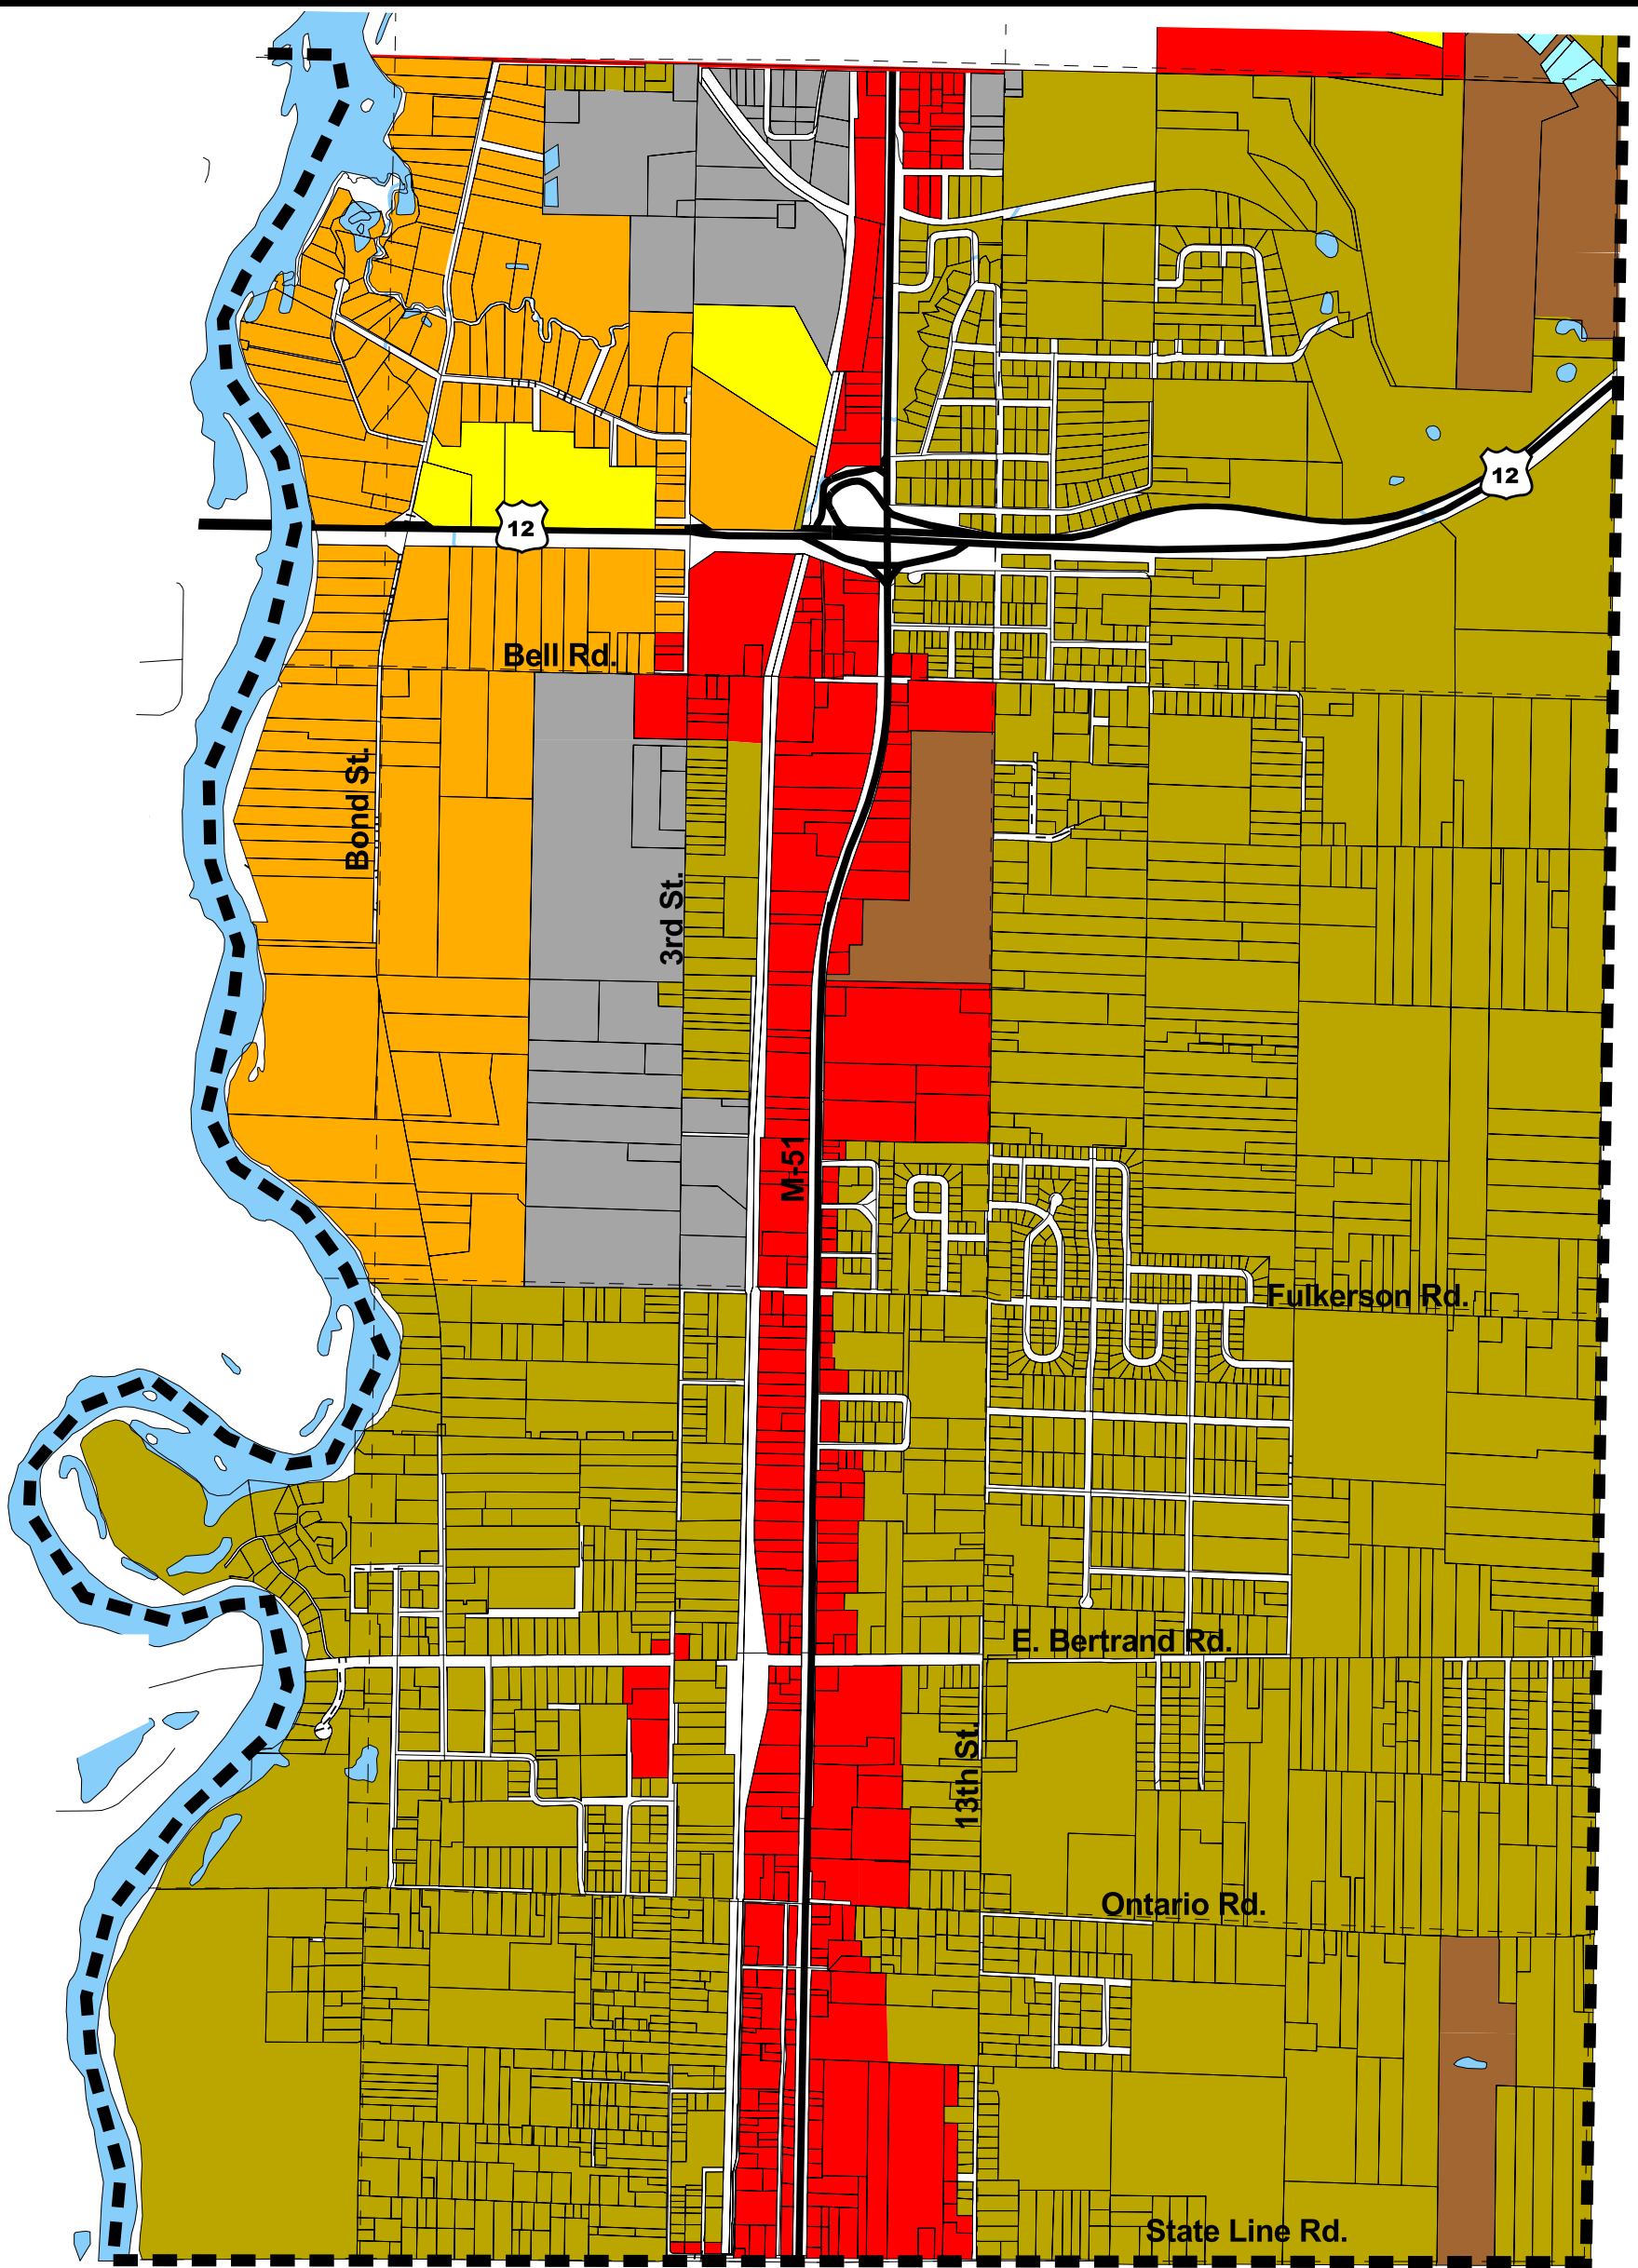 12
12
Bell Rd.
Bond St.
3rd St.
M-51
Fulkerson Rd.
E. Bertrand Rd.
13th St.
Ontario Rd.
State Line Rd.